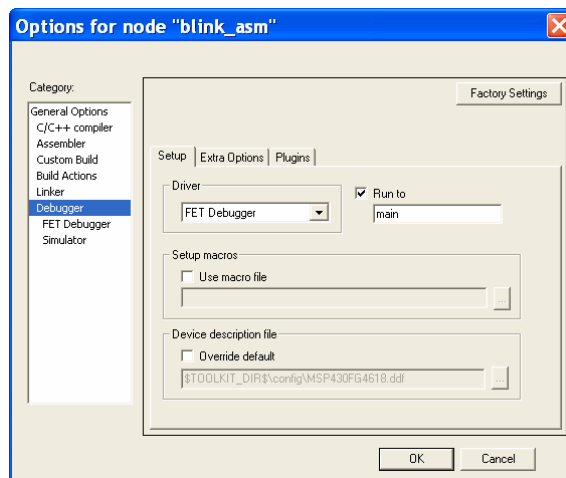 Options for node "blink_asm"
Category:
General Options
C/C++ compiler
Assembler
Custom Build
Build Actions
Linker
Debugger
FET Debugger
Simulator
Factory Settings
Setup Extra Options Plugins
Driver
FET Debugger
Run to
main
Setup macros
Use macro file
...
Device description file
Override default
$TOOLKIT_DIR$\config\MSP430FG4618.ddf
...
OK Cancel